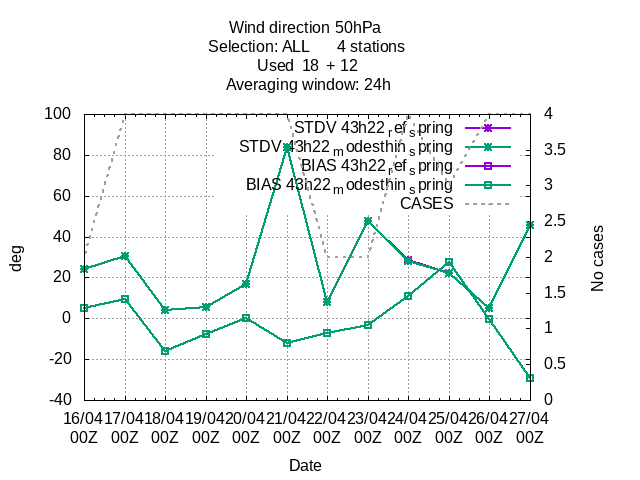 Wind direction 50hPa
Selection: ALL 4 stations
Used 18 + 12
Averaging window: 24h
STDV 43h22_ref_spring
STDV 43h22_modesthin_spring
BIAS 43h22_ref_spring
BIAS 43h22_modesthin_spring
CASES
deg
100
80
60
40
20
0
-20
-40
No cases
4
3.5
3
2.5
2
1.5
1
0.5
0
16/04 17/04 18/04 19/04 20/04 21/04 22/04 23/04 24/04 25/04 26/04 27/04
00Z 00Z 00Z 00Z 00Z 00Z 00Z 00Z 00Z 00Z 00Z 00Z
Date